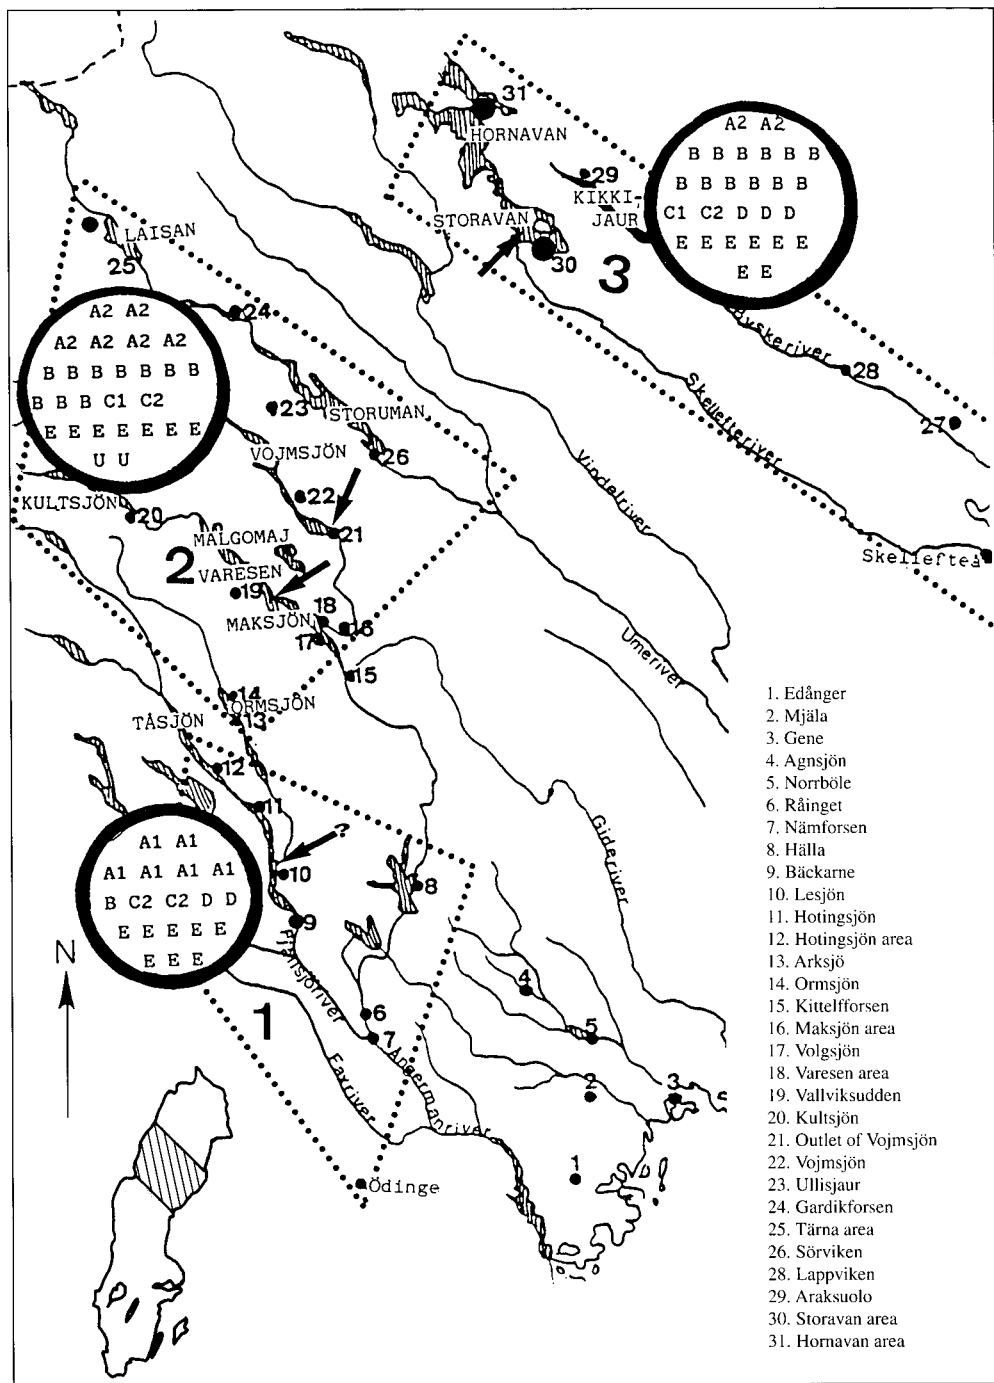 31
HORNAVAN
29
KIKKI-
JAUR
STORAVAN
30
3
A2 A2
B B B B B B
B B B B B B
C1 C2 D D D
E E E E E E
E E
LAISAN
25
24
A2 A2
A2 A2 A2 A2
B B B B B B B
B B B C1 C2
E E E E E E E
U U
23
STORUMAN
VOJMSJÖN
26
22
21
KULTSJÖN
20
MALGOMAJ
2
VARESEN
19
MAKSJÖN
18
16
17
15
14
ORMSJÖN
13
TÅSJÖN
12
11
?
10
9
8
Byskeriver
28
27
Skellefteriver
Skellefteå
Vindelriver
Umeriver
Gideriver
A1 A1
A1 A1 A1 A1
B C2 C2 D D
E E E E E
E E E
N
1
Fjällsjöriver
Faxriver
Ångermanriver
6
7
4
5
2
3
1
Ödinge
1. Edånger
2. Mjäla
3. Gene
4. Agnsjön
5. Norrböle
6. Råinget
7. Nämforsen
8. Hälla
9. Bäckarne
10. Lesjön
11. Hotingsjön
12. Hotingsjön area
13. Arksjö
14. Ormsjön
15. Kittelfforsen
16. Maksjön area
17. Volgsjön
18. Varesen area
19. Vallviksudden
20. Kultsjön
21. Outlet of Vojmsjön
22. Vojmsjön
23. Ullisjaur
24. Gardikforsen
25. Tärna area
26. Sörviken
28. Lappviken
29. Araksuolo
30. Storavan area
31. Hornavan area